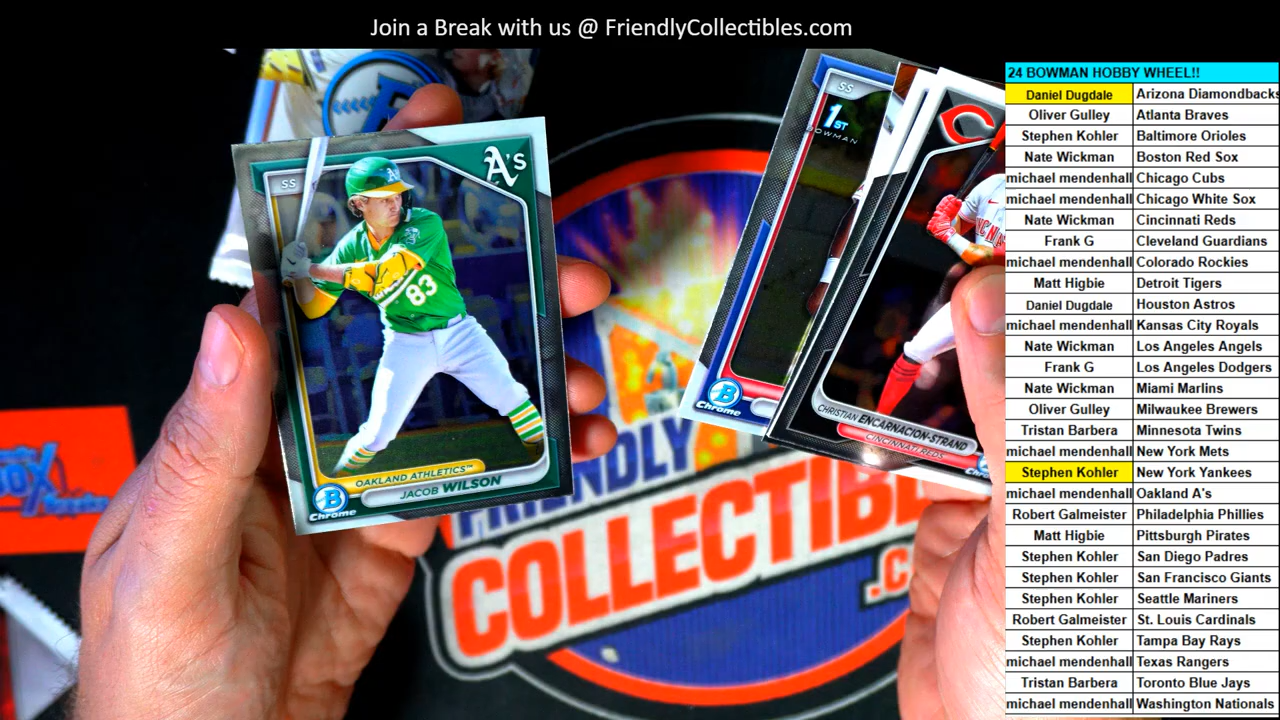 Join a Break with us @ FriendlyCollectibles.com
24 BOWMAN HOBBY WHEEL!!
Daniel Dugdale Arizona Diamondbacks
Oliver Gulley Atlanta Braves
Stephen Kohler Baltimore Orioles
Nate Wickman Boston Red Sox
michael mendenhall Chicago Cubs
michael mendenhall Chicago White Sox
Nate Wickman Cincinnati Reds
Frank G Cleveland Guardians
michael mendenhall Colorado Rockies
Matt Higbie Detroit Tigers
Daniel Dugdale Houston Astros
michael mendenhall Kansas City Royals
Nate Wickman Los Angeles Angels
Frank G Los Angeles Dodgers
Nate Wickman Miami Marlins
Oliver Gulley Milwaukee Brewers
Tristan Barbera Minnesota Twins
michael mendenhall New York Mets
Stephen Kohler New York Yankees
michael mendenhall Oakland A's
Robert Galmeister Philadelphia Phillies
Matt Higbie Pittsburgh Pirates
Stephen Kohler San Diego Padres
Stephen Kohler San Francisco Giants
Stephen Kohler Seattle Mariners
Robert Galmeister St. Louis Cardinals
Stephen Kohler Tampa Bay Rays
michael mendenhall Texas Rangers
Tristan Barbera Toronto Blue Jays
michael mendenhall Washington Nationals
SS
A's
83
OAKLAND ATHLETICS™
JACOB WILSON
B
Chrome
SS
1ST
BOWMAN
B
Chrome
C
CHRISTIAN ENCARNACION-STRAND
CINCINNATI REDS
FRIENDLY
COLLECTIBL
.C